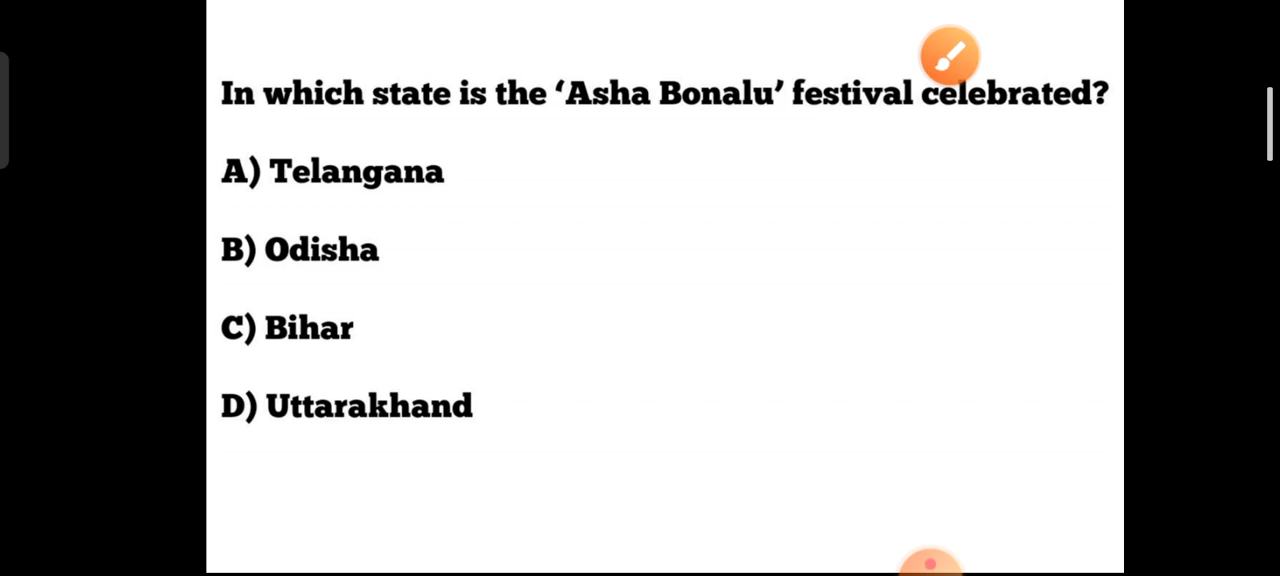 In which state is the ‘Asha Bonalu’ festival celebrated?
A) Telangana
B) Odisha
C) Bihar
D) Uttarakhand